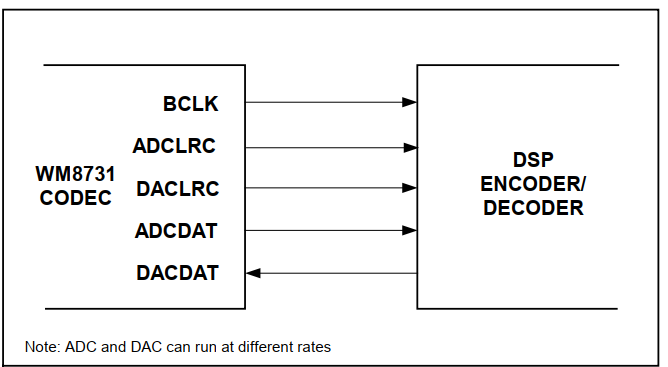 BCLK
ADCLRC
WM8731
CODEC
DACLRC
ADCDAT
DACDAT
DSP
ENCODER/
DECODER
Note: ADC and DAC can run at different rates